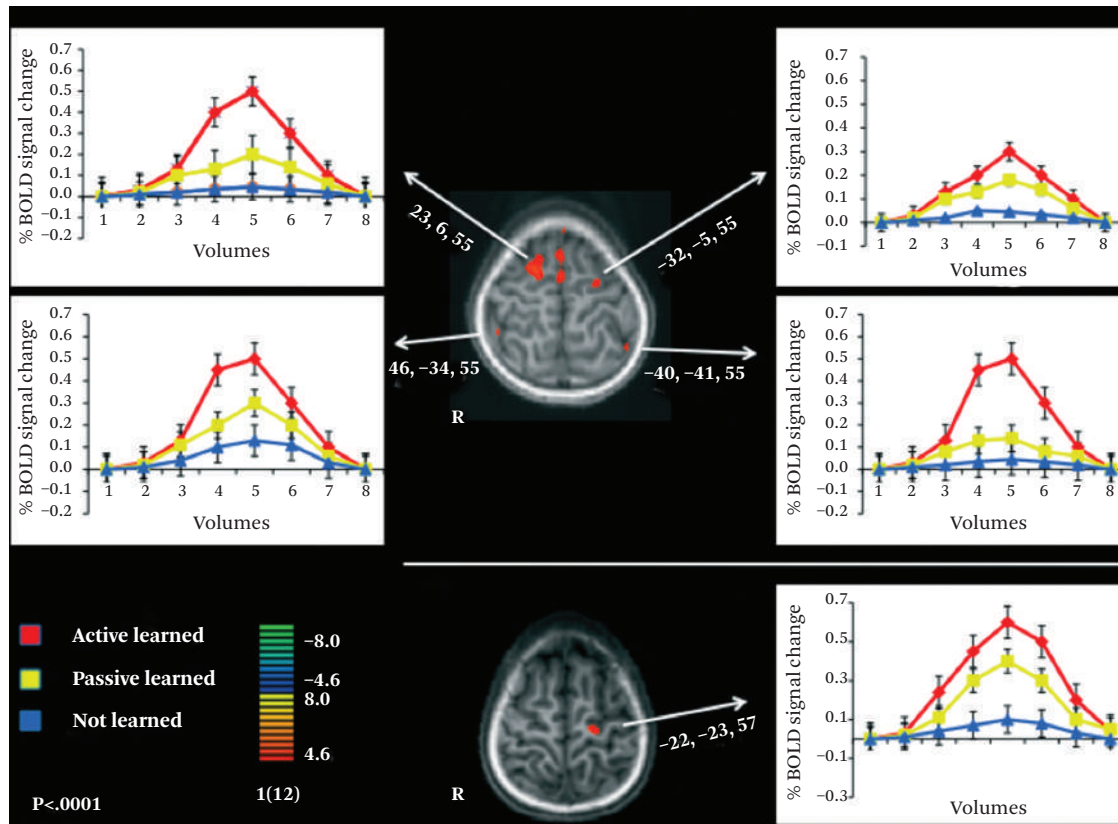 % BOLD signal change
0.7
0.6
0.5
0.4
0.3
0.2
0.1
0.0
−0.1
−0.2
1 2 3 4 5 6 7 8
Volumes
% BOLD signal change
0.7
0.6
0.5
0.4
0.3
0.2
0.1
0.0
−0.1
1 2 3 4 5 6 7 8
Volumes
23, 6, 55
−32, −5, 55
46, −34, 55
−40, −41, 55
R
% BOLD signal change
0.7
0.6
0.5
0.4
0.3
0.2
0.1
0.0
−0.1
−0.2
1 2 3 4 5 6 7 8
Volumes
% BOLD signal change
0.7
0.6
0.5
0.4
0.3
0.2
0.1
0.0
−0.1
−0.2
1 2 3 4 5 6 7 8
Volumes
Active learned
Passive learned
Not learned
P<.0001
−8.0
−4.6
8.0
4.6
1(12)
R
−22, −23, 57
% BOLD signal change
0.7
0.5
0.3
0.1
−0.1
−0.3
Volumes